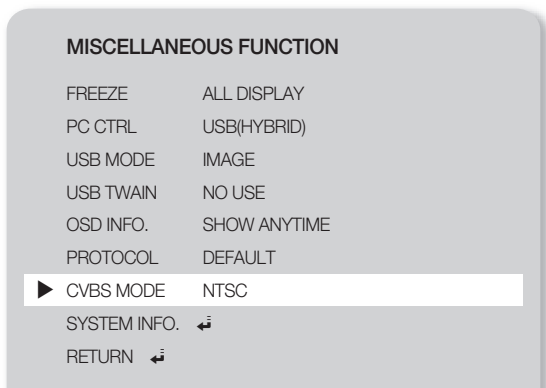 MISCELLANEOUS FUNCTION
FREEZE ALL DISPLAY
PC CTRL USB(HYBRID)
USB MODE IMAGE
USB TWAIN NO USE
OSD INFO. SHOW ANYTIME
PROTOCOL DEFAULT
▶ CVBS MODE NTSC
SYSTEM INFO. ↲
RETURN ↲